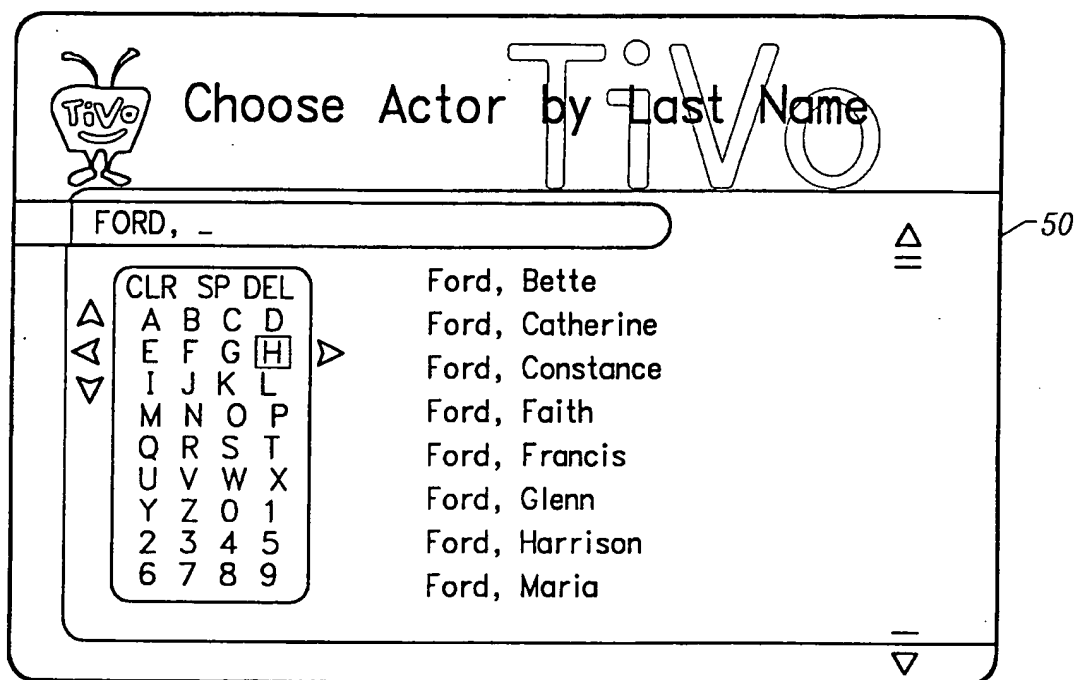 TiVo
TiVo
Choose Actor by Last Name
FORD, _
50
CLR SP DEL
A B C D
E F G H
I J K L
M N O P
Q R S T
U V W X
Y Z 0 1
2 3 4 5
6 7 8 9
Ford, Bette
Ford, Catherine
Ford, Constance
Ford, Faith
Ford, Francis
Ford, Glenn
Ford, Harrison
Ford, Maria